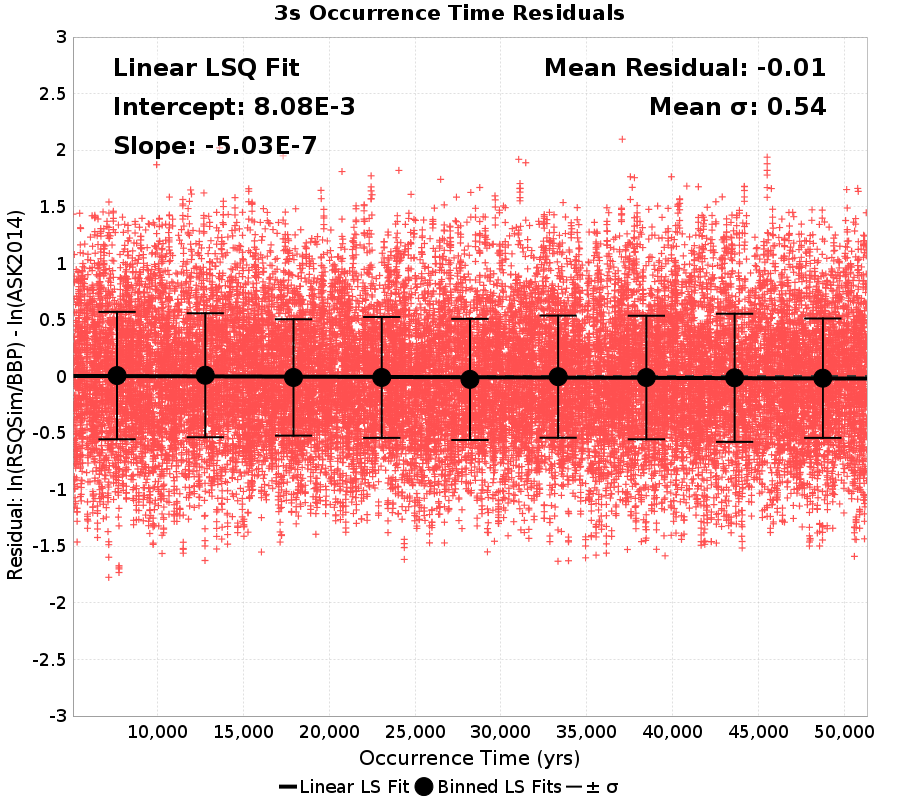 3s Occurrence Time Residuals
Linear LSQ Fit
Intercept: 8.08E-3
Slope: -5.03E-7
Mean Residual: -0.01
Mean σ: 0.54
Residual: ln(RSQSim/BBP) - ln(ASK2014)
3
2.5
2
1.5
1
0.5
0
-0.5
-1
-1.5
-2
-2.5
-3
10,000 15,000 20,000 25,000 30,000 35,000 40,000 45,000 50,000
Occurrence Time (yrs)
Linear LS Fit Binned LS Fits ± σ